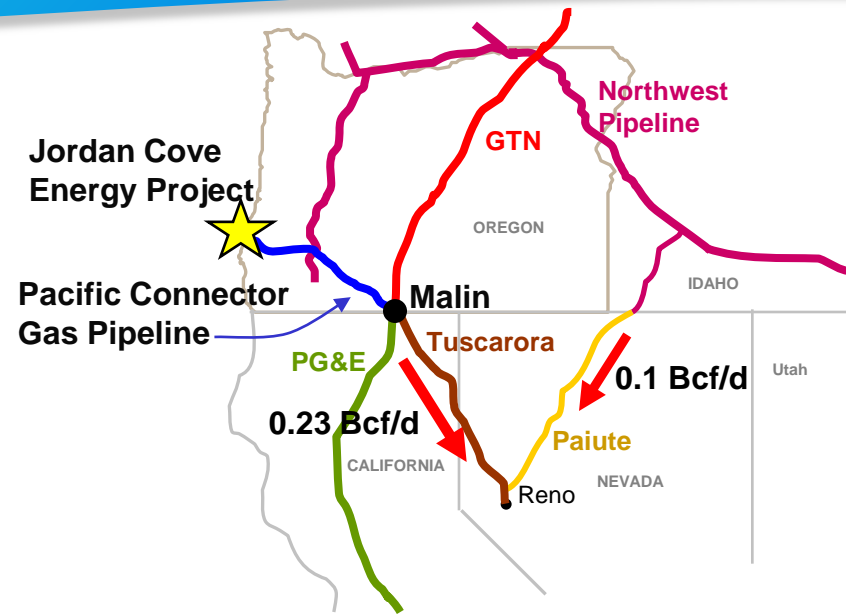 Northwest
Pipeline
GTN
Jordan Cove
Energy Project
OREGON
IDAHO
Pacific Connector
Gas Pipeline
Malin
Tuscarora
PG&E
0.1 Bcf/d
Utah
0.23 Bcf/d
Paiute
CALIFORNIA
NEVADA
Reno